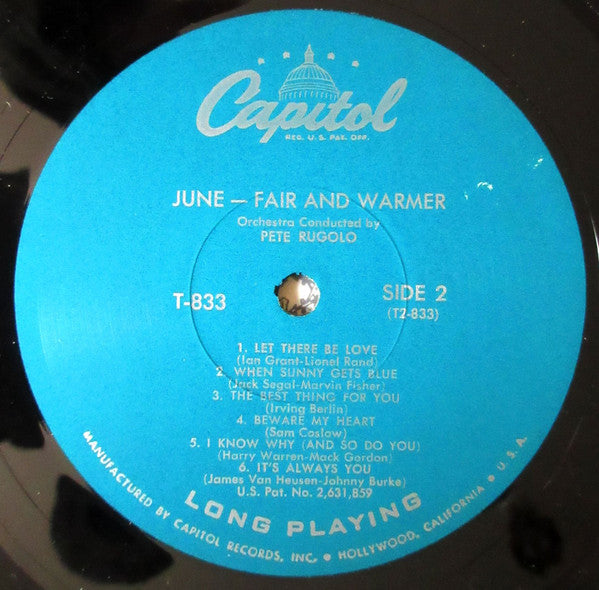 Capitol
REG. U. S. PAT. OFF.
JUNE — FAIR AND WARMER
Orchestra Conducted by
PETE RUGOLO
T-833
SIDE 2
(T2-833)
1. LET THERE BE LOVE
(Ian Grant-Lionel Rand)
2. WHEN SUNNY GETS BLUE
(Jack Segal-Marvin Fisher)
3. THE BEST THING FOR YOU
(Irving Berlin)
4. BEWARE MY HEART
(Sam Coslow)
5. I KNOW WHY (AND SO DO YOU)
(Harry Warren-Mack Gordon)
6. IT'S ALWAYS YOU
(James Van Heusen-Johnny Burke)
U.S. Pat. No. 2,631,859
LONG PLAYING
MANUFACTURED BY CAPITOL RECORDS, INC. • HOLLYWOOD, CALIFORNIA • U.S.A.